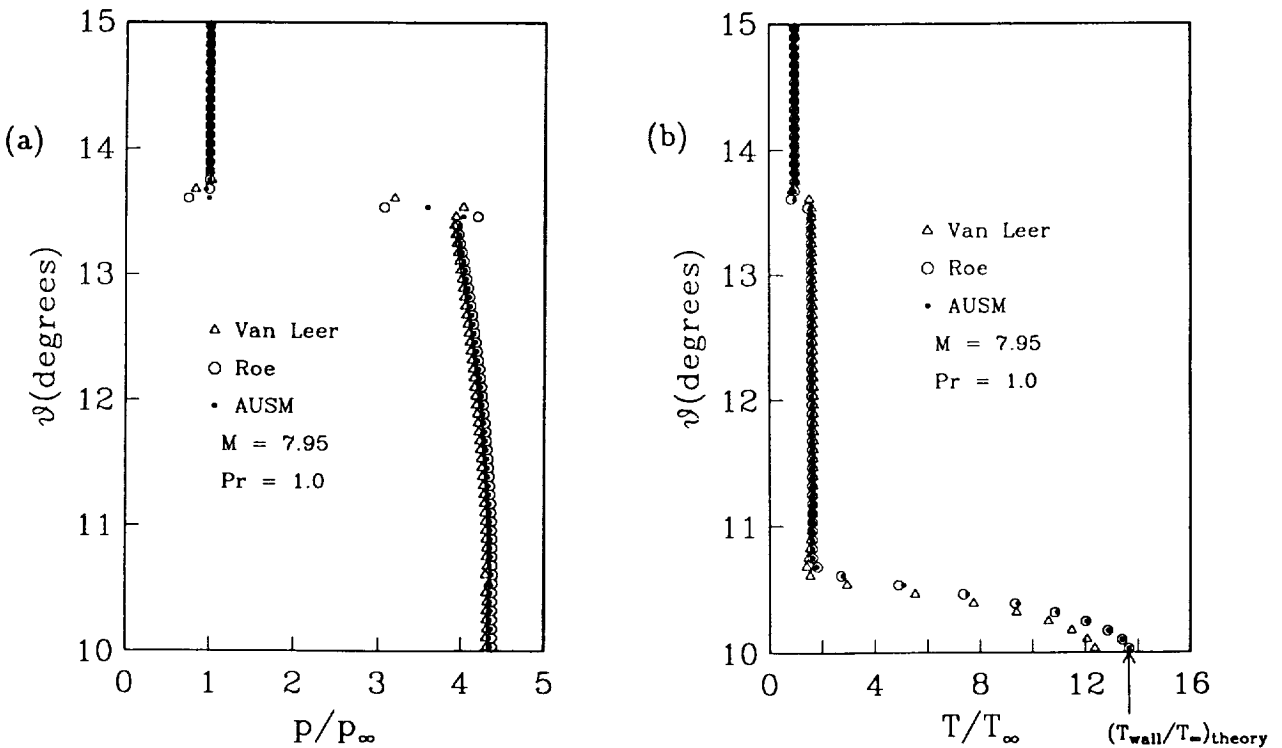 (a)
15
14
13
12
11
10
ϑ(degrees)
△ Van Leer
○ Roe
• AUSM
M = 7.95
Pr = 1.0
0 1 2 3 4 5
p/p∞
(b)
15
14
13
12
11
10
ϑ(degrees)
△ Van Leer
○ Roe
• AUSM
M = 7.95
Pr = 1.0
0 4 8 12 16
T/T∞
(Twall/T∞)theory